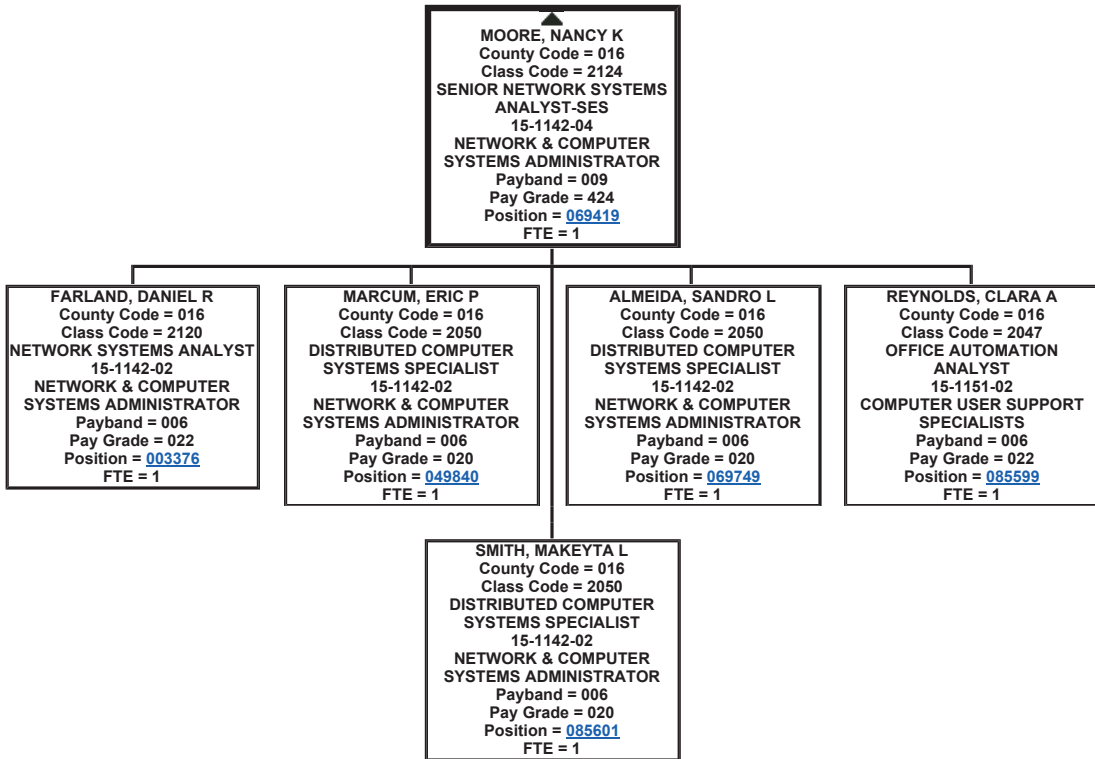 MOORE, NANCY K
County Code = 016
Class Code = 2124
SENIOR NETWORK SYSTEMS
ANALYST-SES
15-1142-04
NETWORK & COMPUTER
SYSTEMS ADMINISTRATOR
Payband = 009
Pay Grade = 424
Position = 069419
FTE = 1
FARLAND, DANIEL R
County Code = 016
Class Code = 2120
NETWORK SYSTEMS ANALYST
15-1142-02
NETWORK & COMPUTER
SYSTEMS ADMINISTRATOR
Payband = 006
Pay Grade = 022
Position = 003376
FTE = 1
MARCUM, ERIC P
County Code = 016
Class Code = 2050
DISTRIBUTED COMPUTER
SYSTEMS SPECIALIST
15-1142-02
NETWORK & COMPUTER
SYSTEMS ADMINISTRATOR
Payband = 006
Pay Grade = 020
Position = 049840
FTE = 1
ALMEIDA, SANDRO L
County Code = 016
Class Code = 2050
DISTRIBUTED COMPUTER
SYSTEMS SPECIALIST
15-1142-02
NETWORK & COMPUTER
SYSTEMS ADMINISTRATOR
Payband = 006
Pay Grade = 020
Position = 069749
FTE = 1
REYNOLDS, CLARA A
County Code = 016
Class Code = 2047
OFFICE AUTOMATION
ANALYST
15-1151-02
COMPUTER USER SUPPORT
SPECIALISTS
Payband = 006
Pay Grade = 022
Position = 085599
FTE = 1
SMITH, MAKEYTA L
County Code = 016
Class Code = 2050
DISTRIBUTED COMPUTER
SYSTEMS SPECIALIST
15-1142-02
NETWORK & COMPUTER
SYSTEMS ADMINISTRATOR
Payband = 006
Pay Grade = 020
Position = 085601
FTE = 1